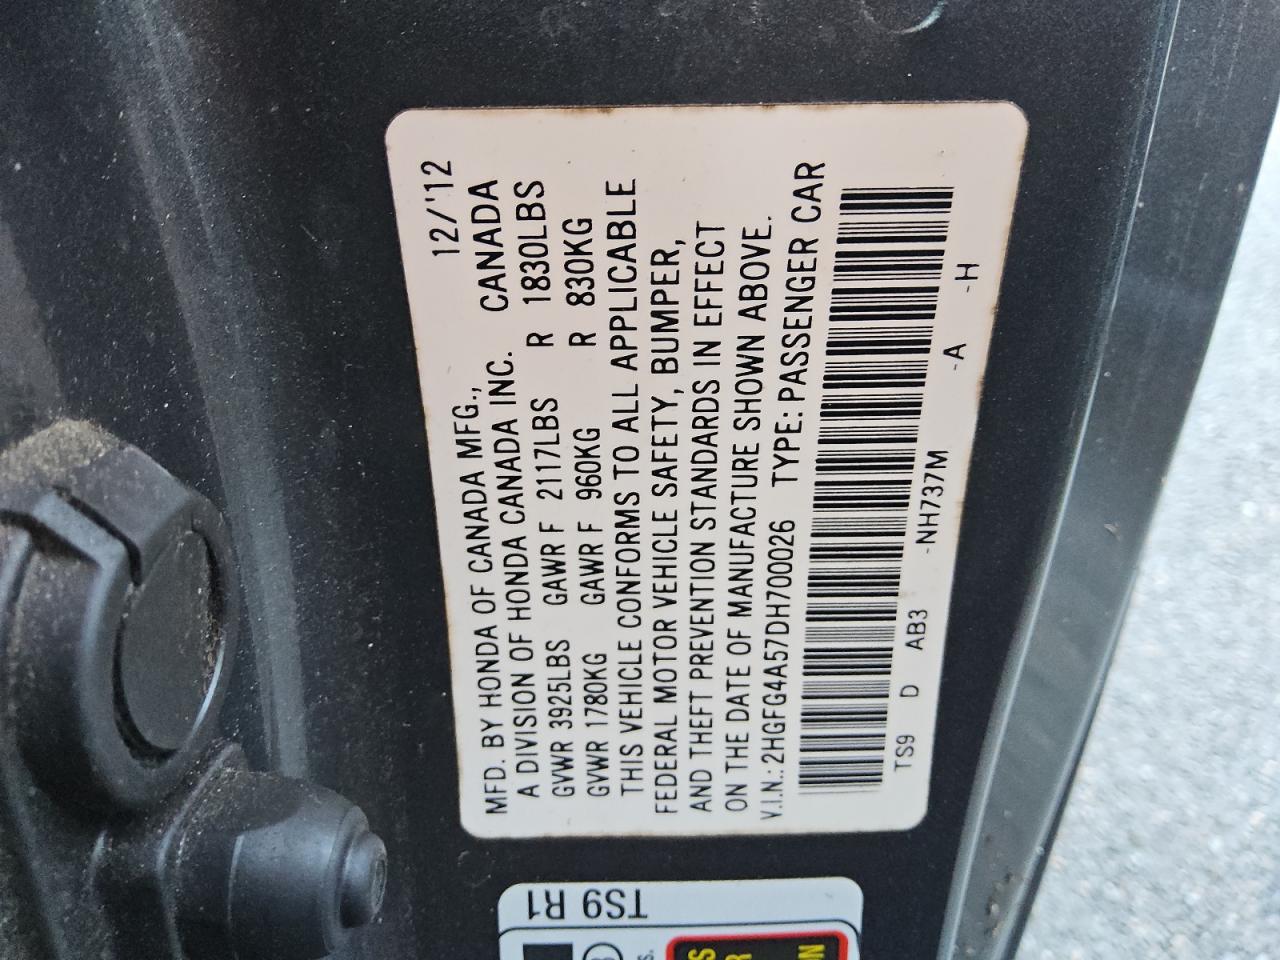 MFD. BY HONDA OF CANADA MFG., 12/'12
A DIVISION OF HONDA CANADA INC. CANADA
GVWR 3925LBS GAWR F 2117LBS R 1830LBS
GVWR 1780KG GAWR F 960KG R 830KG
THIS VEHICLE CONFORMS TO ALL APPLICABLE
FEDERAL MOTOR VEHICLE SAFETY, BUMPER,
AND THEFT PREVENTION STANDARDS IN EFFECT
ON THE DATE OF MANUFACTURE SHOWN ABOVE.
V.I.N.: 2HGFG4A57DH700026 TYPE: PASSENGER CAR
TS9 D AB3 -NH737M -A -H
TS9 R1